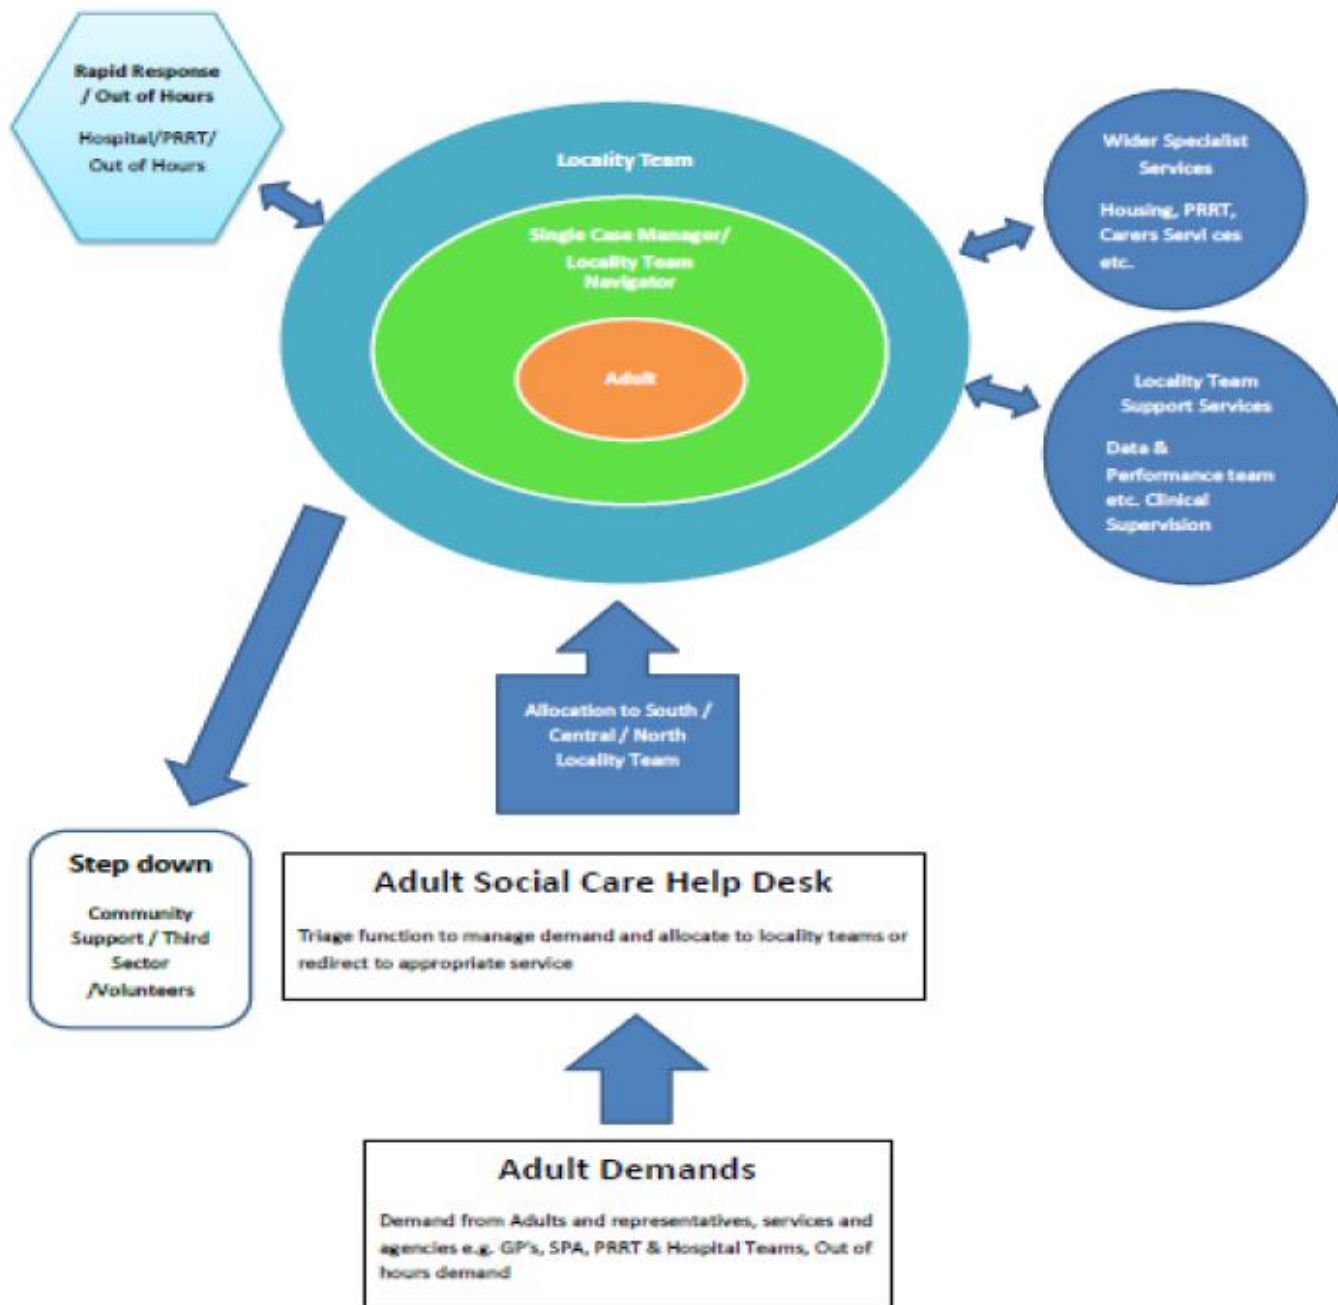 Rapid Response
/ Out of Hours
Hospital/PRRT/
Out of Hours
Locality Team
Single Case Manager/
Locality Team
Navigator
Adult
Wider Specialist
Services
Housing, PRRT,
Carers Servi ces
etc.
Locality Team
Support Services
Data &
Performance team
etc. Clinical
Supervision
Allocation to South /
Central / North
Locality Team
Step down
Community
Support / Third
Sector
/Volunteers
Adult Social Care Help Desk
Triage function to manage demand and allocate to locality teams or
redirect to appropriate service
Adult Demands
Demand from Adults and representatives, services and
agencies e.g. GP's, SPA, PRRT & Hospital Teams, Out of
hours demand